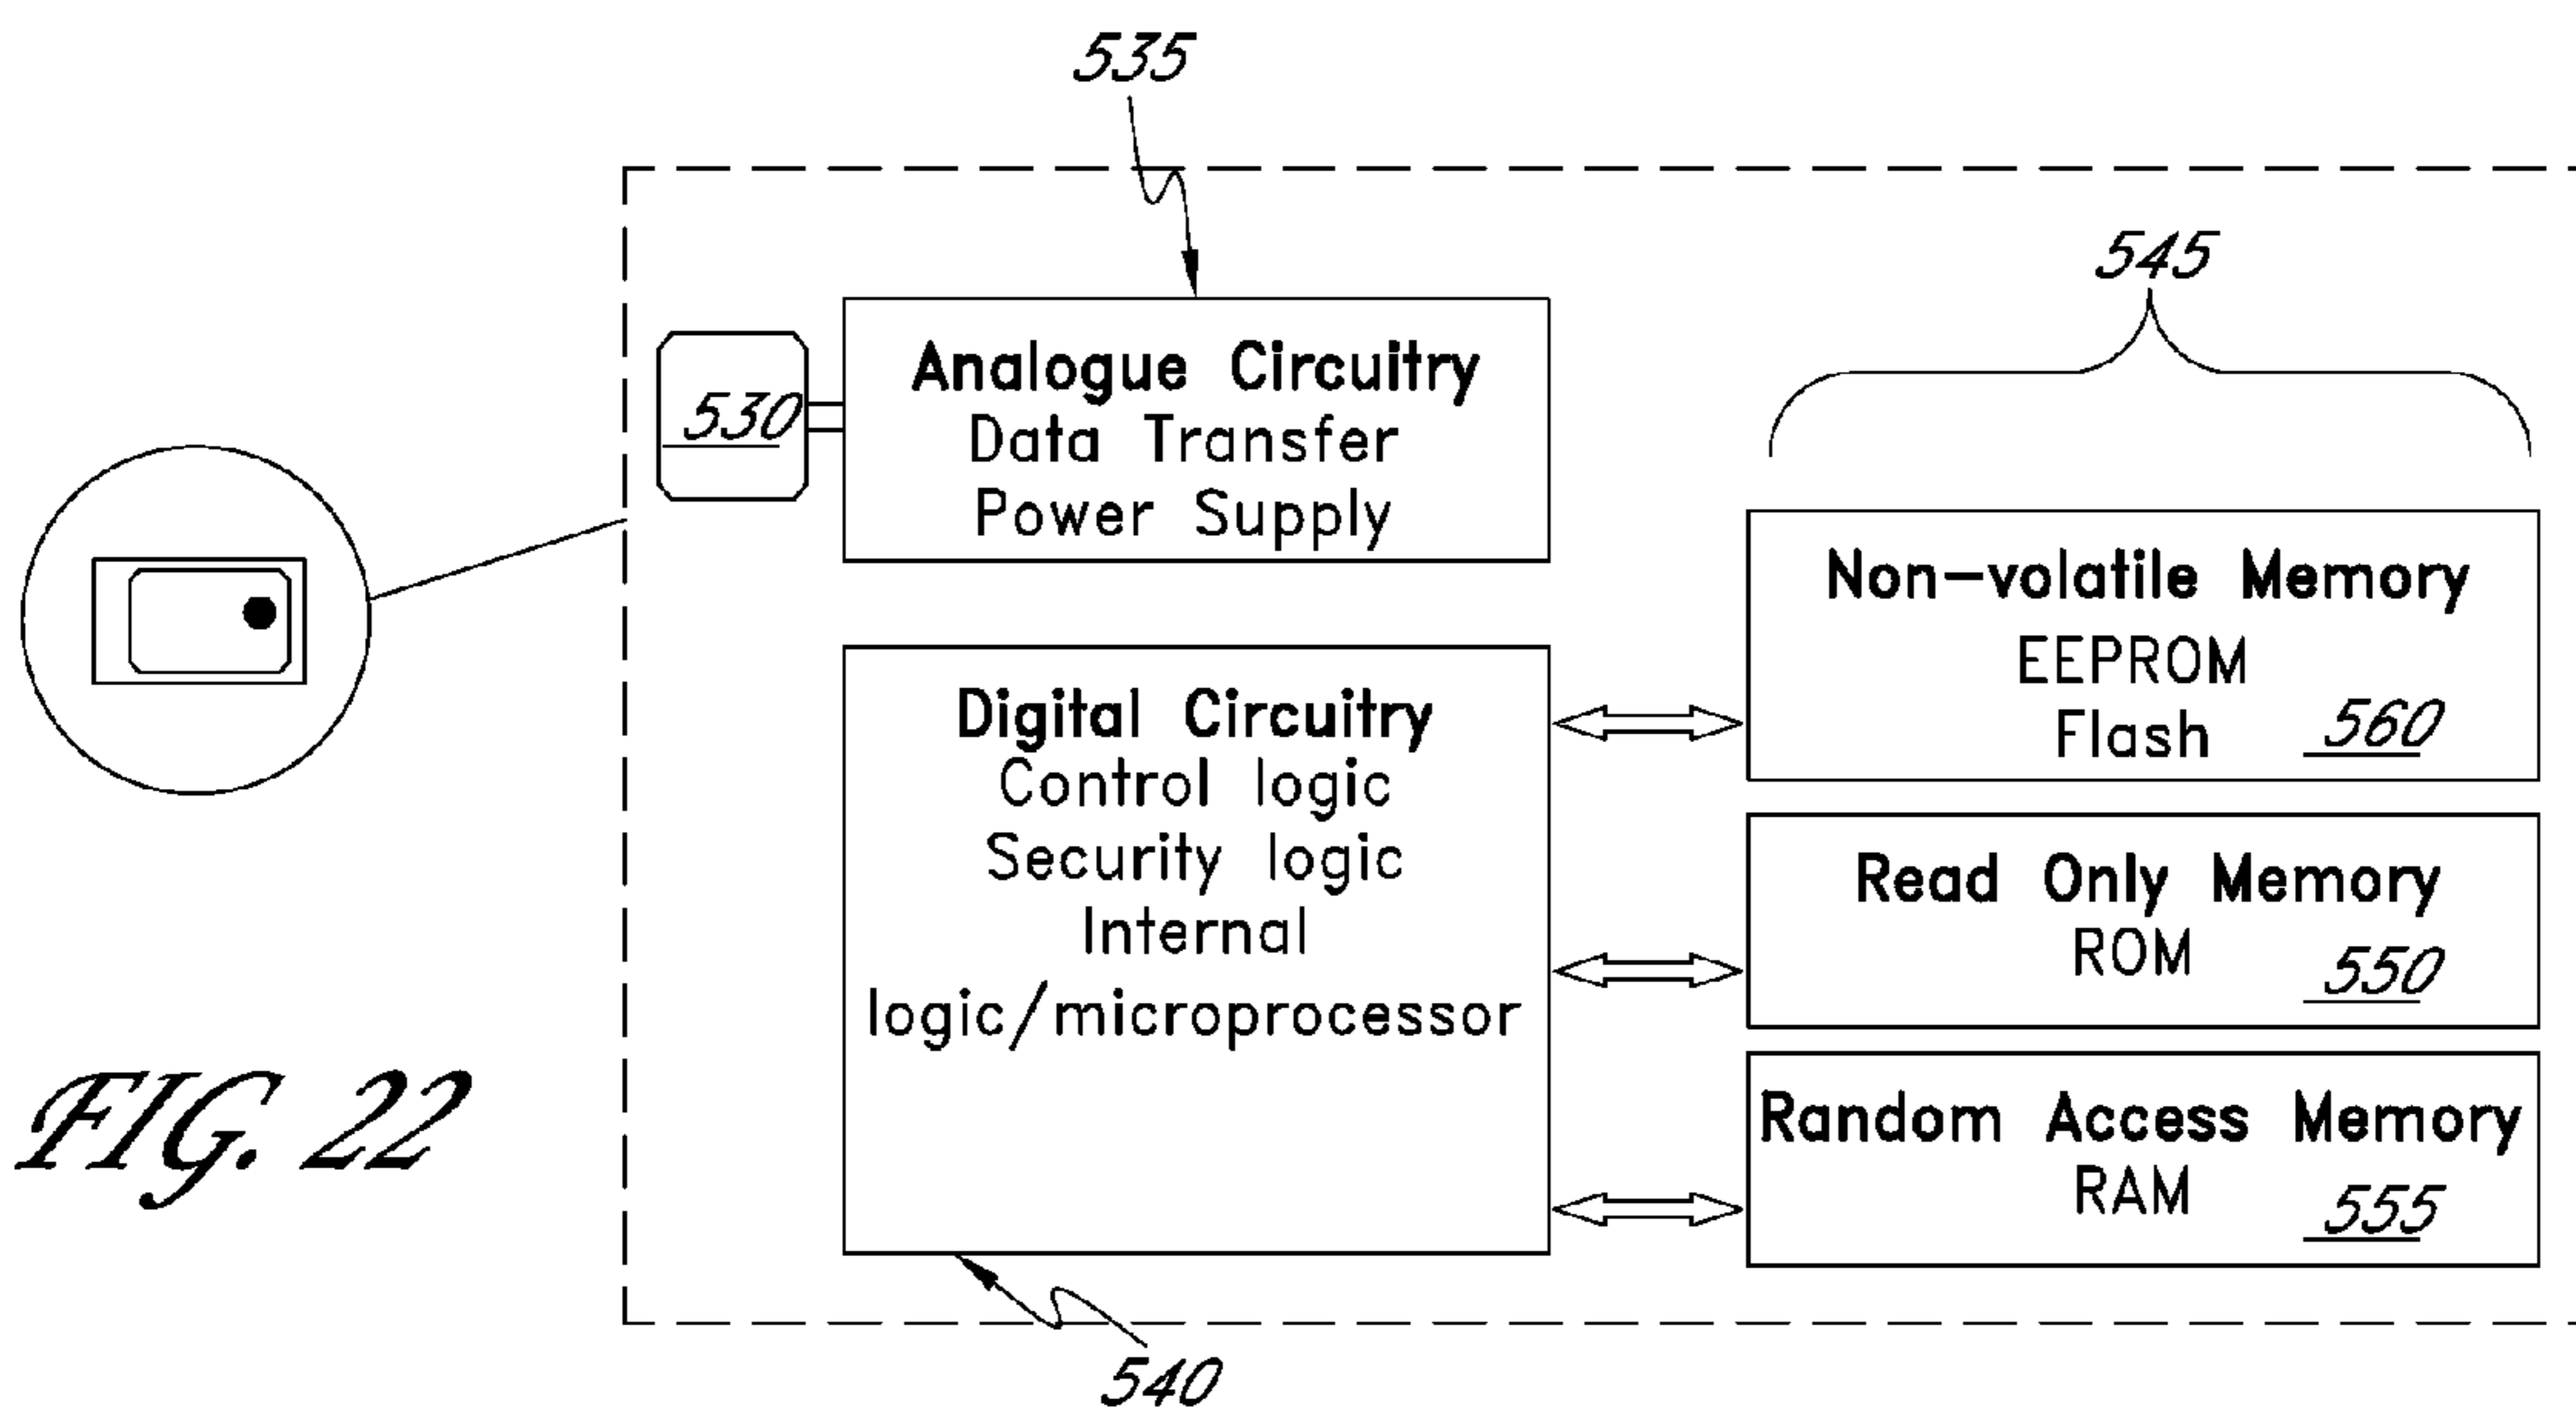 535
545
530
Analogue Circuitry
Data Transfer
Power Supply
Non-volatile Memory
EEPROM
Flash
560
Digital Circuitry
Control logic
Security logic
Internal
logic/microprocessor
Read Only Memory
ROM
550
Random Access Memory
RAM
555
540
FIG. 22